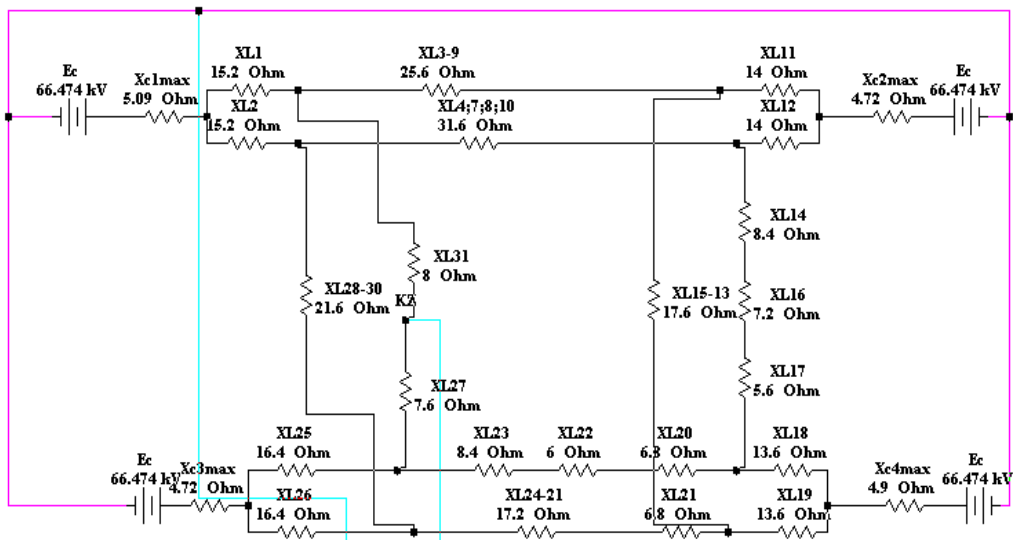 XL1
15.2 Ohm
XL3-9
25.6 Ohm
XL11
14 Ohm
Ec
66.474 kV
Xc1max
5.09 Ohm
XL2
15.2 Ohm
XL4;7;8;10
31.6 Ohm
XL12
14 Ohm
Xc2max
4.72 Ohm
Ec
66.474 kV
XL14
8.4 Ohm
XL31
8 Ohm
K2
XL28-30
21.6 Ohm
XL15-13
17.6 Ohm
XL16
7.2 Ohm
XL27
7.6 Ohm
XL17
5.6 Ohm
XL25
16.4 Ohm
XL23
8.4 Ohm
XL22
6 Ohm
XL20
6.8 Ohm
XL18
13.6 Ohm
Ec
66.474 kV
Xc3max
4.72 Ohm
XL26
16.4 Ohm
XL24-21
17.2 Ohm
XL21
6.8 Ohm
XL19
13.6 Ohm
Xc4max
4.9 Ohm
Ec
66.474 kV